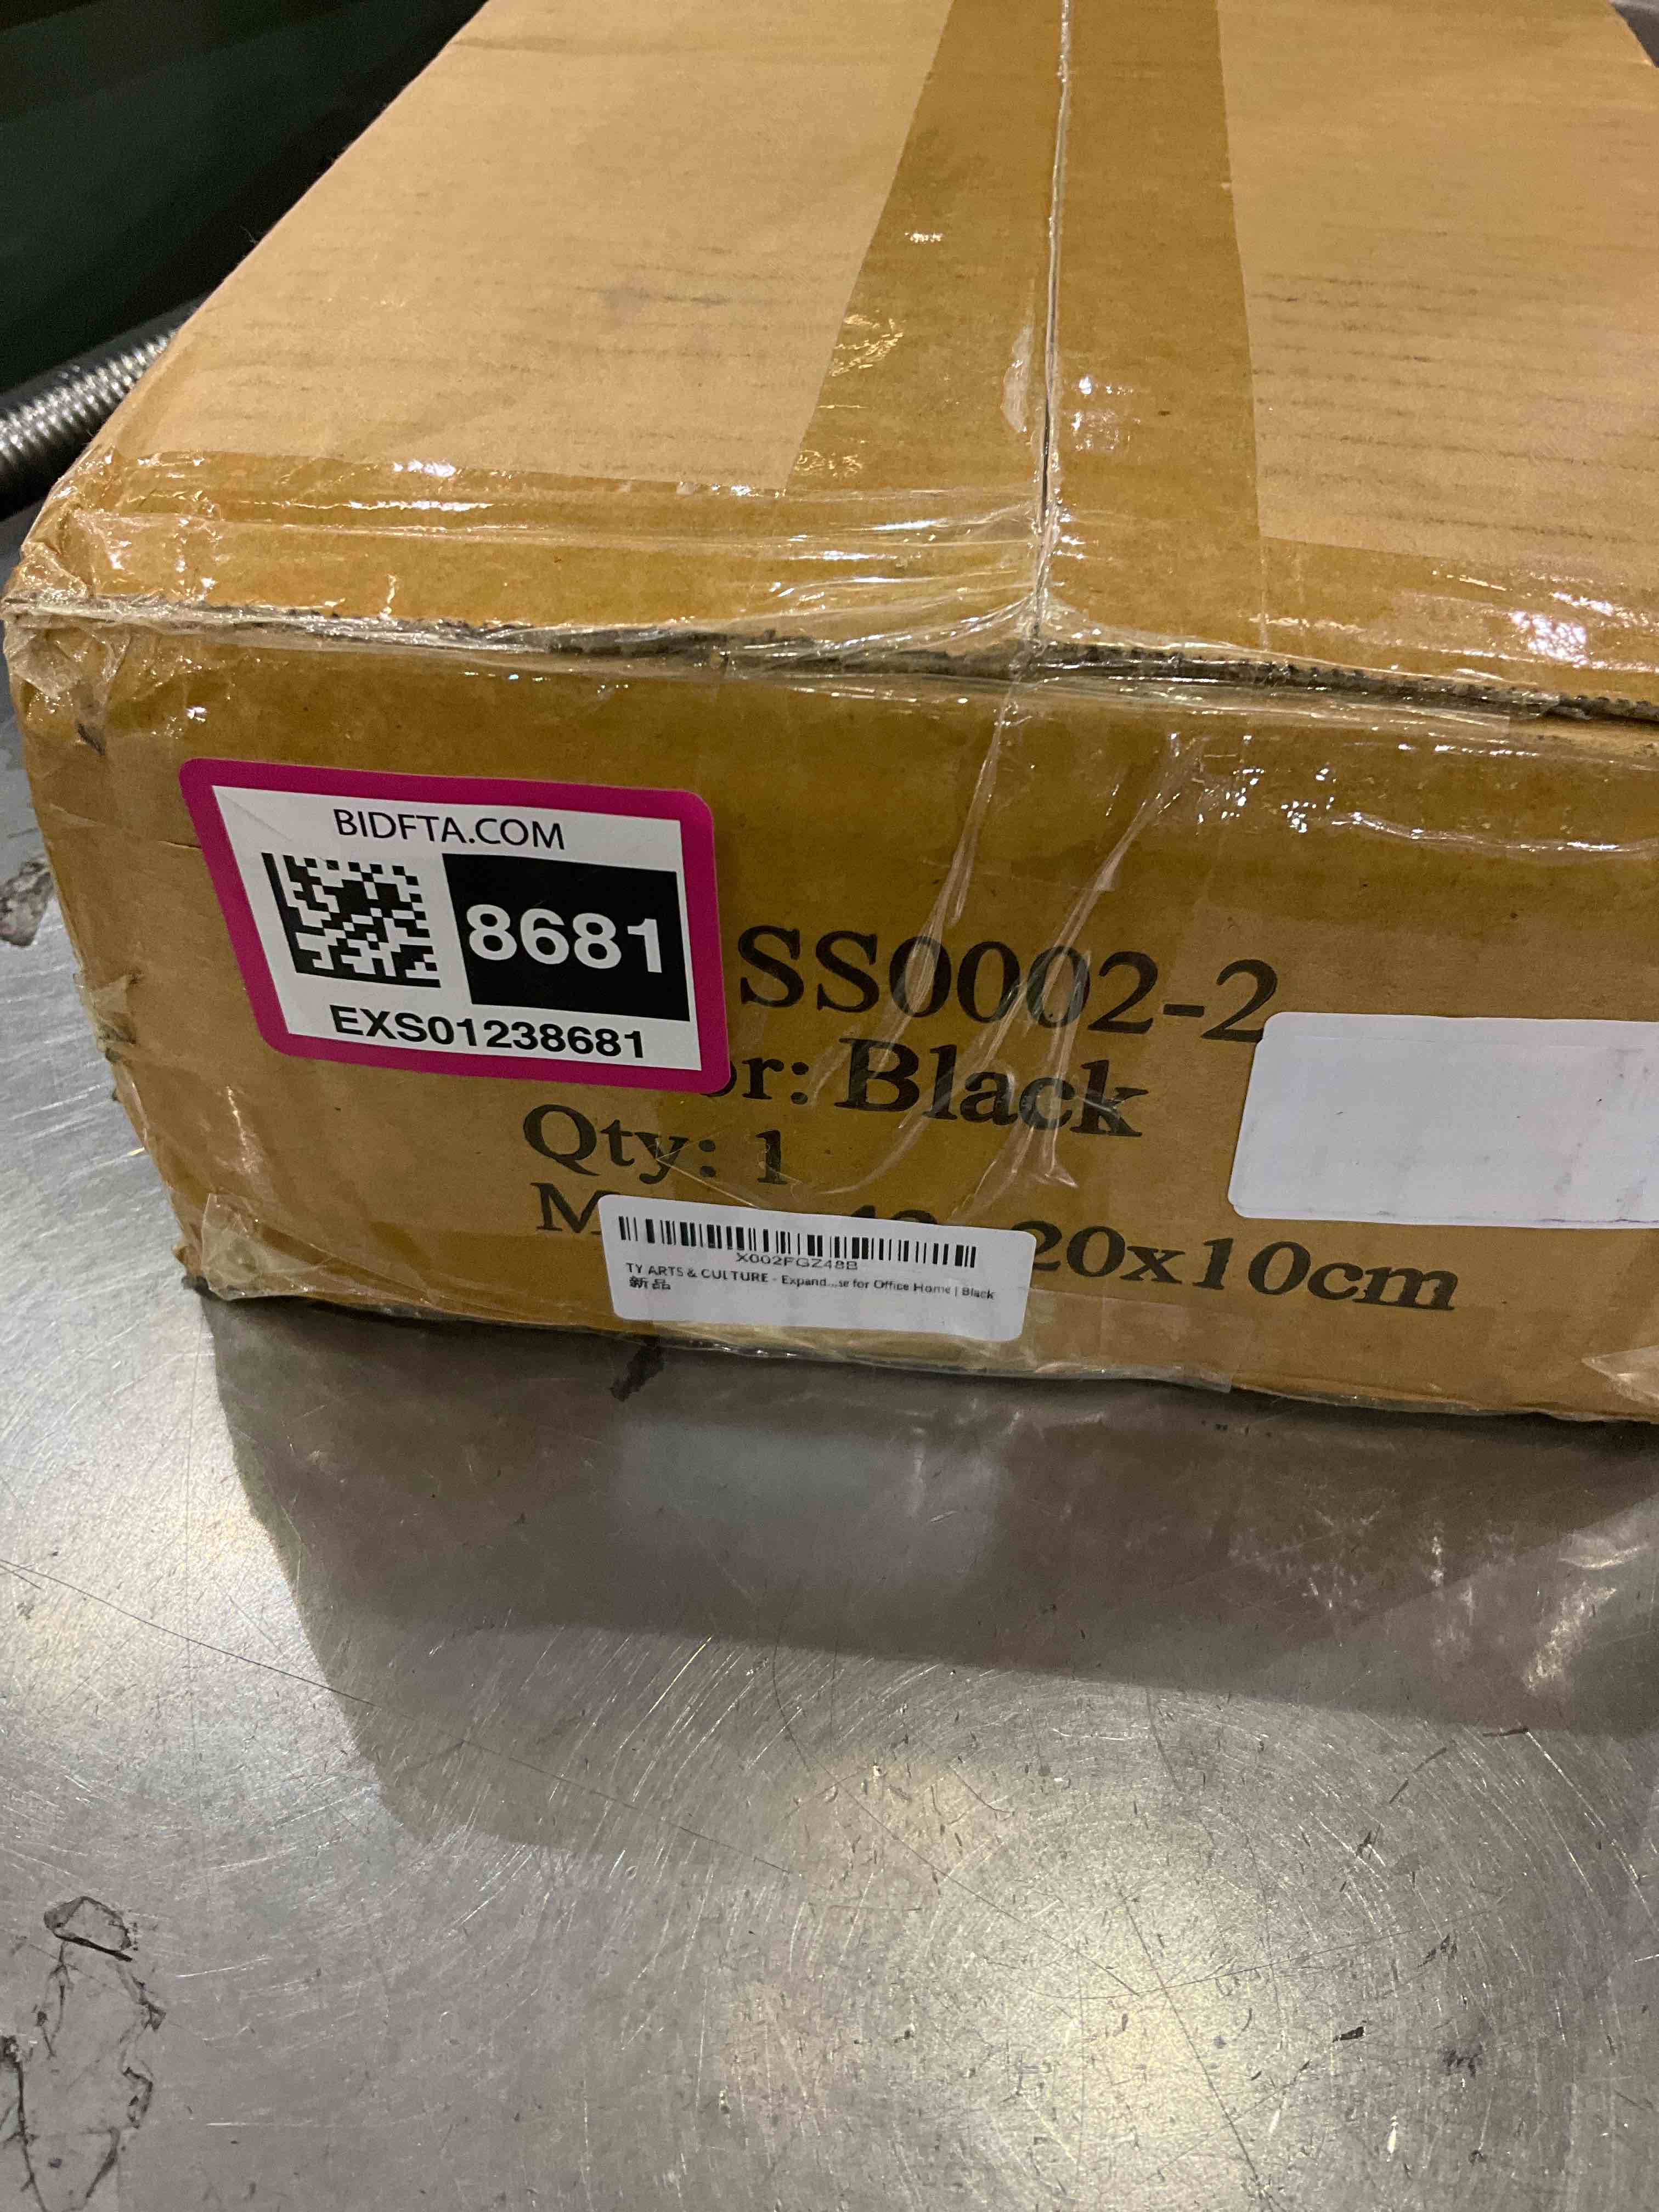 BIDFTA.COM
8681
EXS01238681
SS0002-2
or: Black
Qty: 1
20x10cm
X002FGZ48B
TY ARTS & CULTURE - Expand...se for Office Home | Black
新品